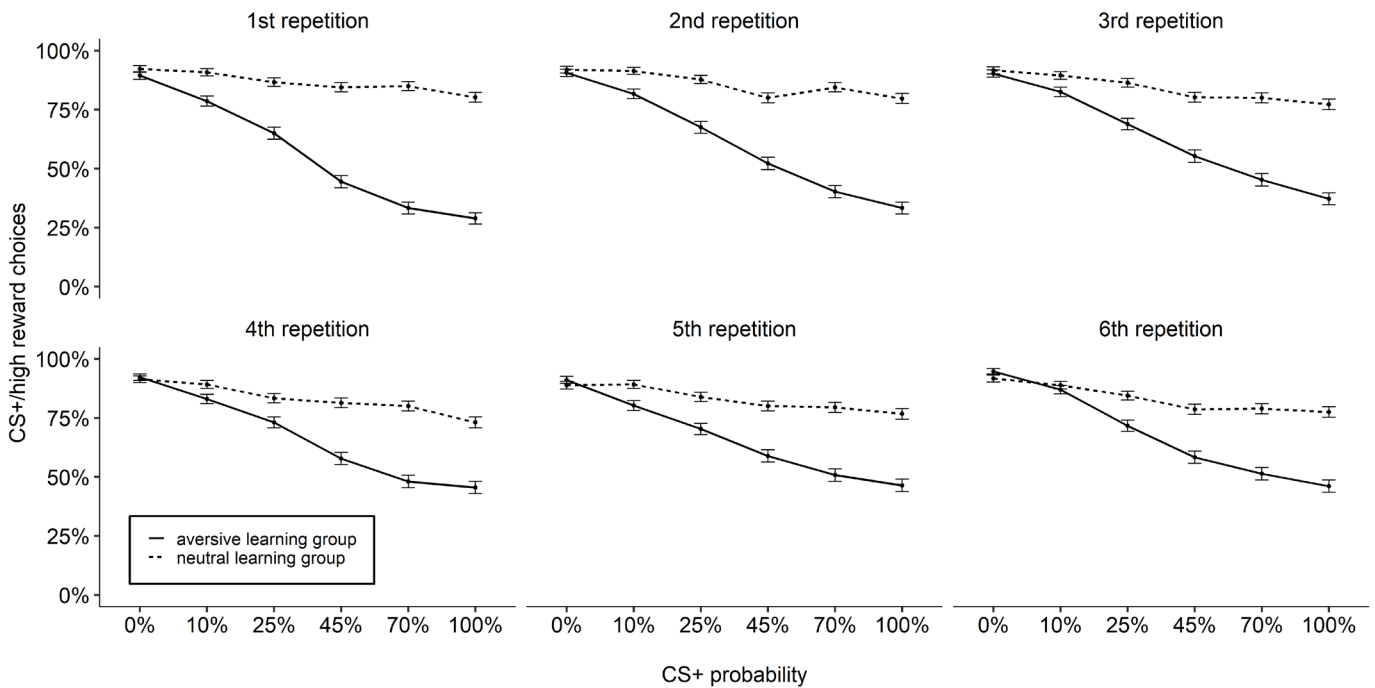 1st repetition
2nd repetition
3rd repetition
100%
75%
50%
25%
0%
4th repetition
5th repetition
6th repetition
100%
75%
50%
25%
0%
aversive learning group
neutral learning group
0% 10% 25% 45% 70% 100%
0% 10% 25% 45% 70% 100%
0% 10% 25% 45% 70% 100%
CS+ probability
CS+/high reward choices